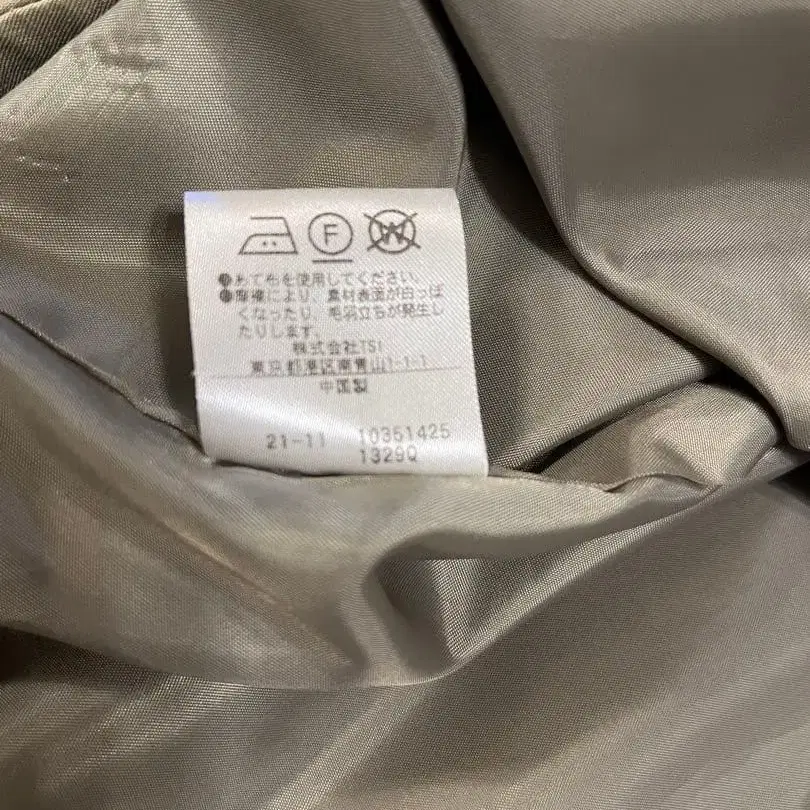 F W
●あて布を使用してください。
●摩擦により、素材表面が白っぽ
くなったり、毛羽立ちが発生し
たりします。
株式会社TSI
東京都港区南青山1-1-1
中国製
21-11 10351425
1329Q